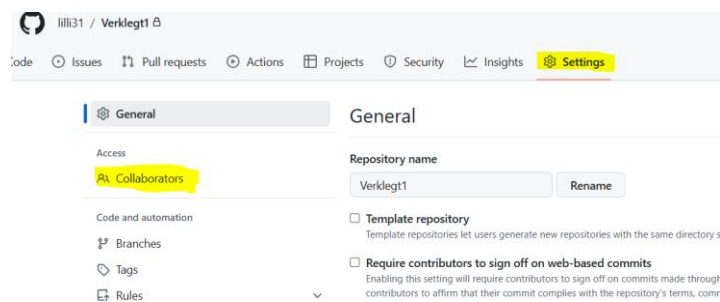 lilli31 / Verklegt1
Code Issues Pull requests Actions Projects Security Insights Settings
General
Access
Collaborators
Code and automation
Branches
Tags
Rules
General
Repository name
Verklegt1 Rename
Template repository
Template repositories let users generate new repositories with the same directory s
Require contributors to sign off on web-based commits
Enabling this setting will require contributors to sign off on commits made through
contributors to affirm that their commit complies with the repository's terms, comm